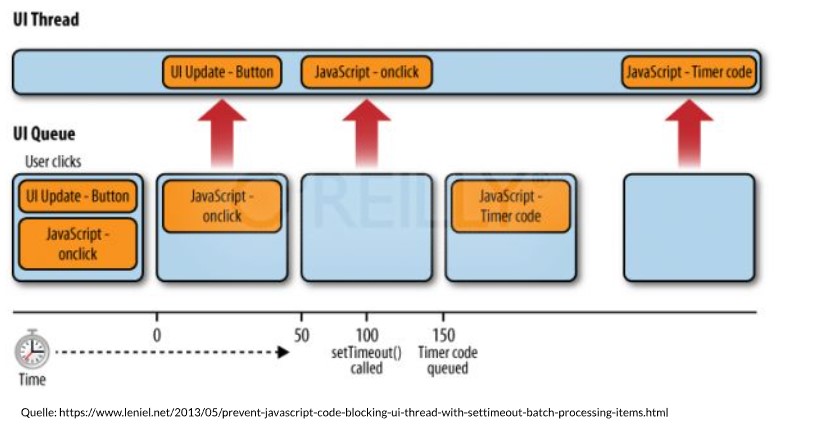 UI Thread
UI Update - Button
JavaScript - onclick
JavaScript - Timer code
UI Queue
User clicks
UI Update - Button
JavaScript -
onclick
JavaScript -
onclick
JavaScript -
Timer code
O'REILLY®
0
50
100
setTimeout()
called
150
Timer code
queued
Time
Quelle: https://www.leniel.net/2013/05/prevent-javascript-code-blocking-ui-thread-with-settimeout-batch-processing-items.html